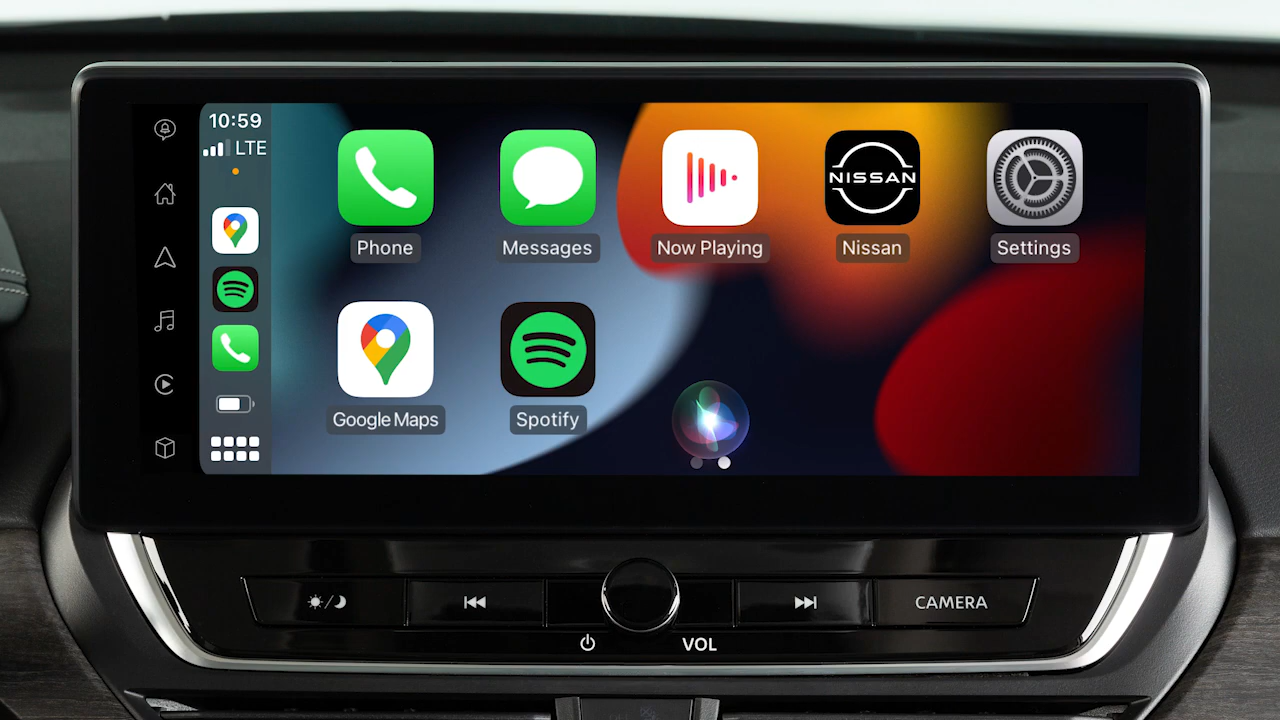 10:59
LTE
Phone
Messages
Now Playing
NISSAN
Nissan
Settings
Google Maps
Spotify
CAMERA
VOL